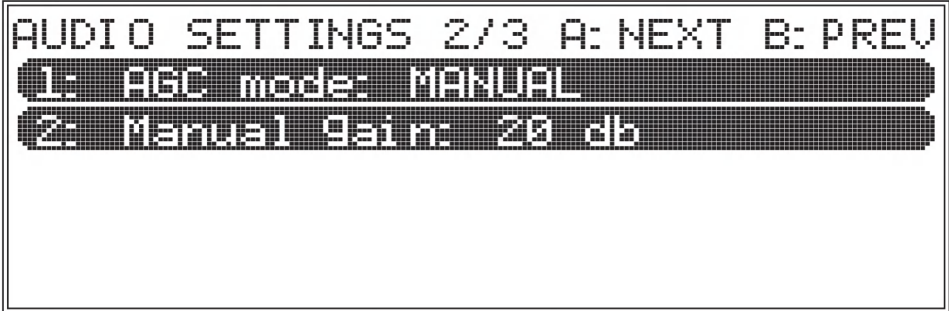 AUDIO SETTINGS 2/3 A:NEXT B:PREV
1: AGC mode: MANUAL
2: Manual gain: 20 db